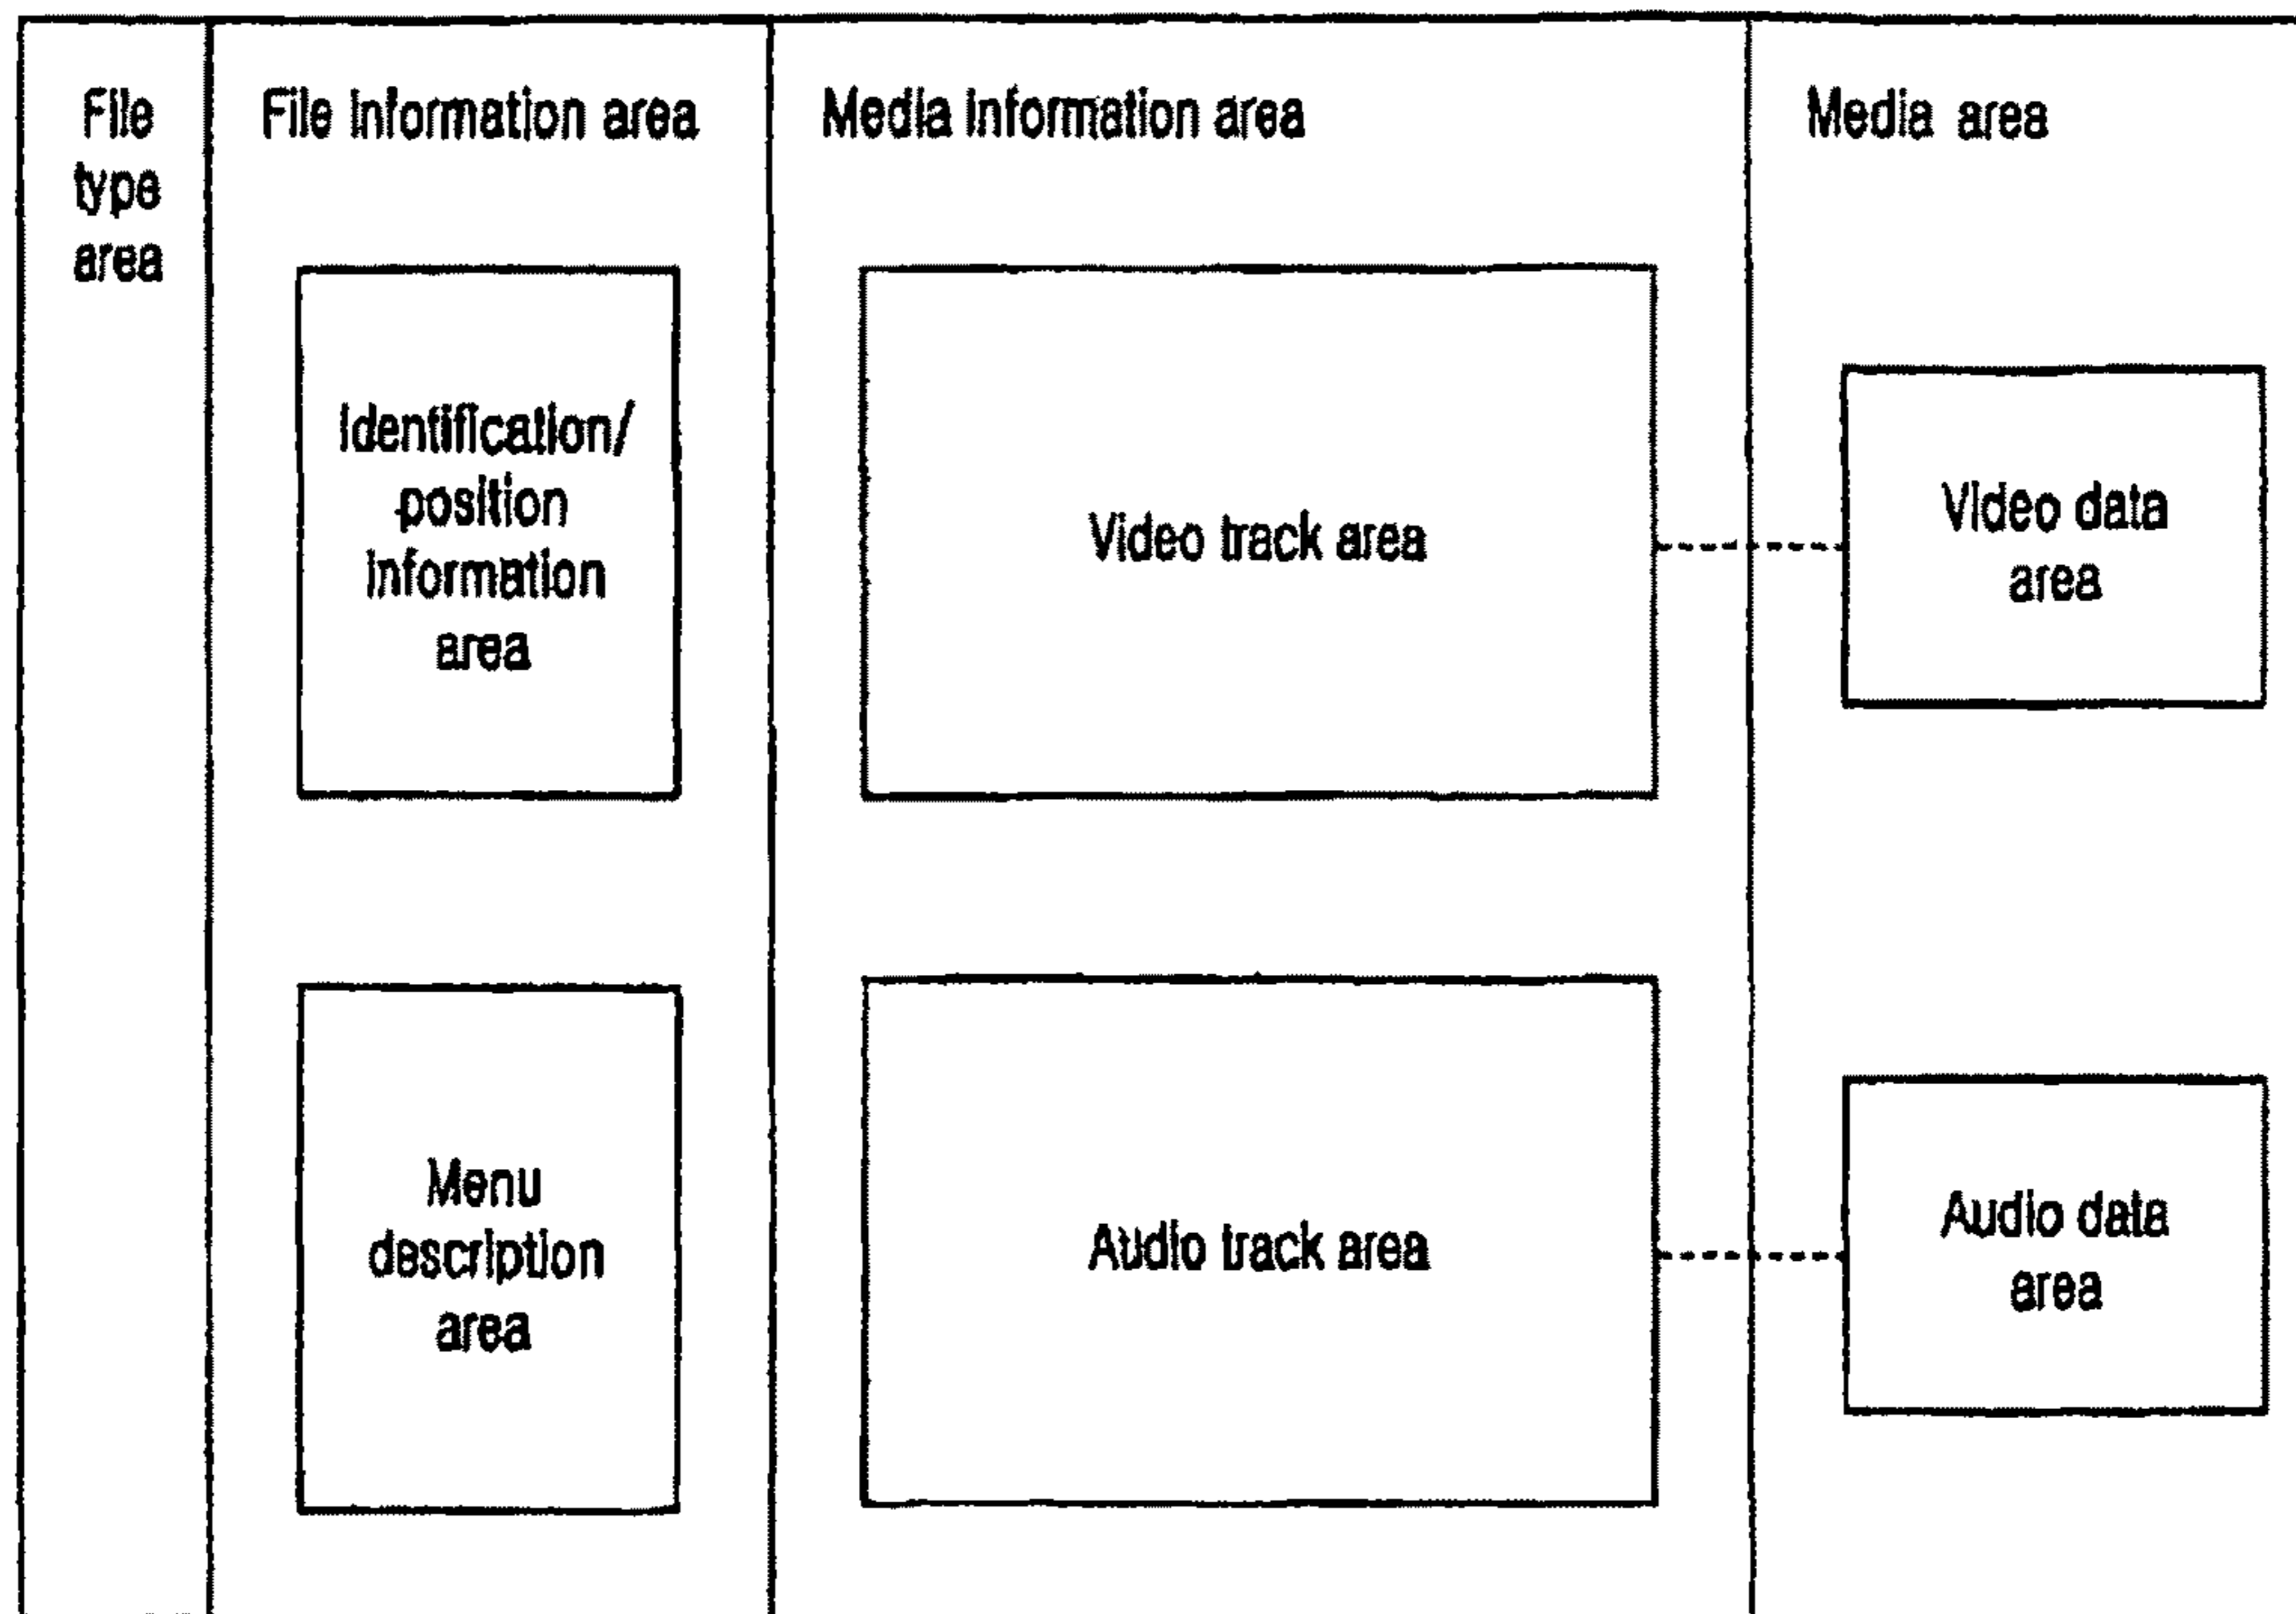 File
type
area
File information area
Identification/
position
information
area
Menu
description
area
Media information area
Video track area
Audio track area
Media area
Video data
area
Audio data
area